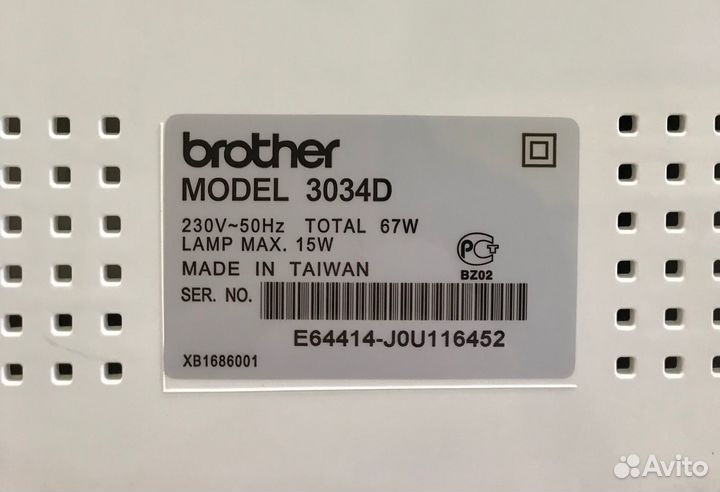 brother
MODEL 3034D
230V~50Hz TOTAL 67W
LAMP MAX. 15W
MADE IN TAIWAN
РСТ
BZ02
SER. NO.
E64414-J0U116452
XB1686001
Avito